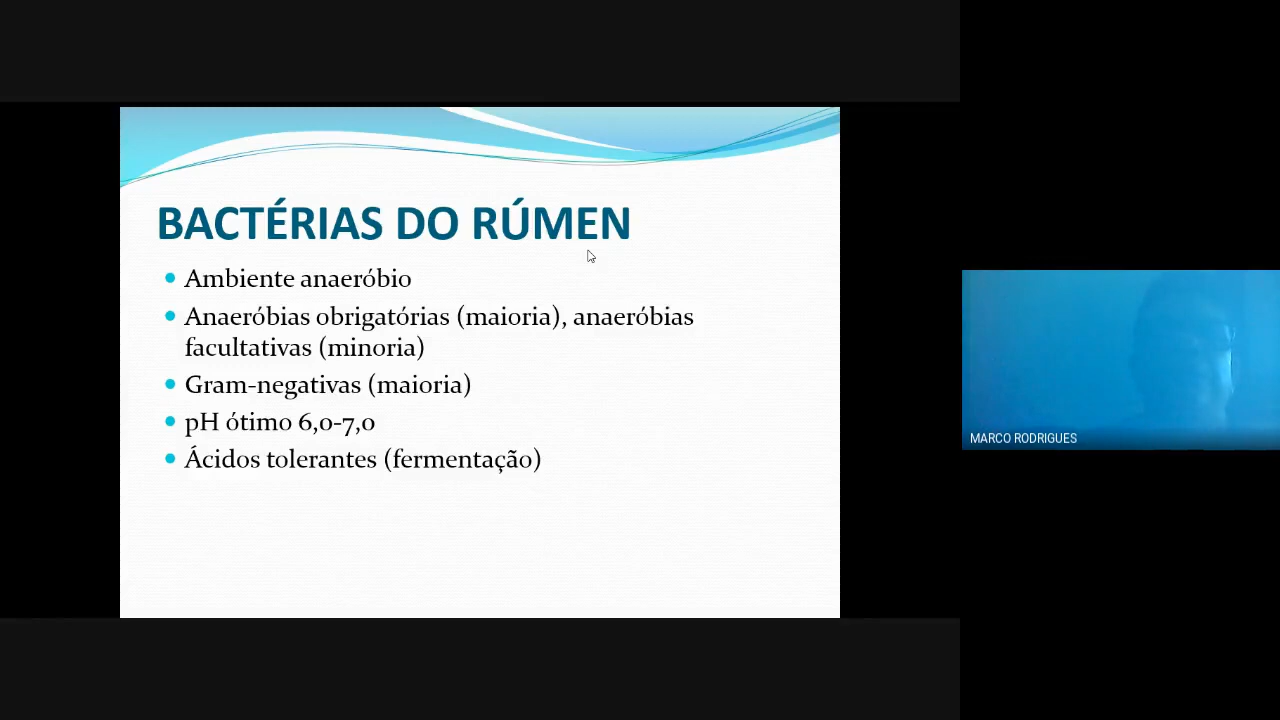 BACTÉRIAS DO RÚMEN
Ambiente anaeróbio
Anaeróbias obrigatórias (maioria), anaeróbias
facultativas (minoria)
Gram-negativas (maioria)
pH ótimo 6,0-7,0
Ácidos tolerantes (fermentação)
MARCO RODRIGUES